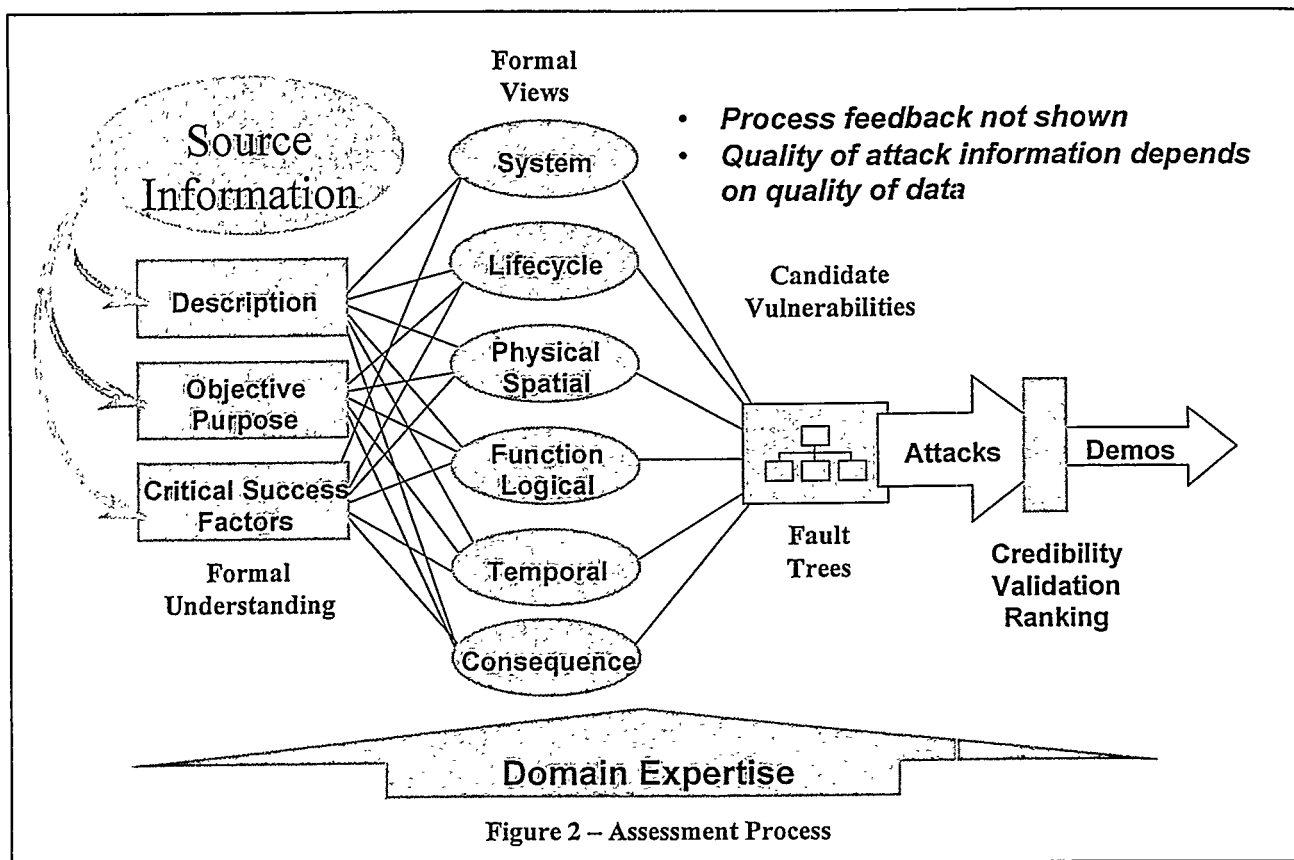 Source
Information
Formal
Views
• Process feedback not shown
• Quality of attack information depends
on quality of data
System
Lifecycle
Physical
Spatial
Function
Logical
Temporal
Consequence
Description
Objective
Purpose
Critical Success
Factors
Formal
Understanding
Candidate
Vulnerabilities
Fault
Trees
Attacks
Demos
Credibility
Validation
Ranking
Domain Expertise
Figure 2 – Assessment Process